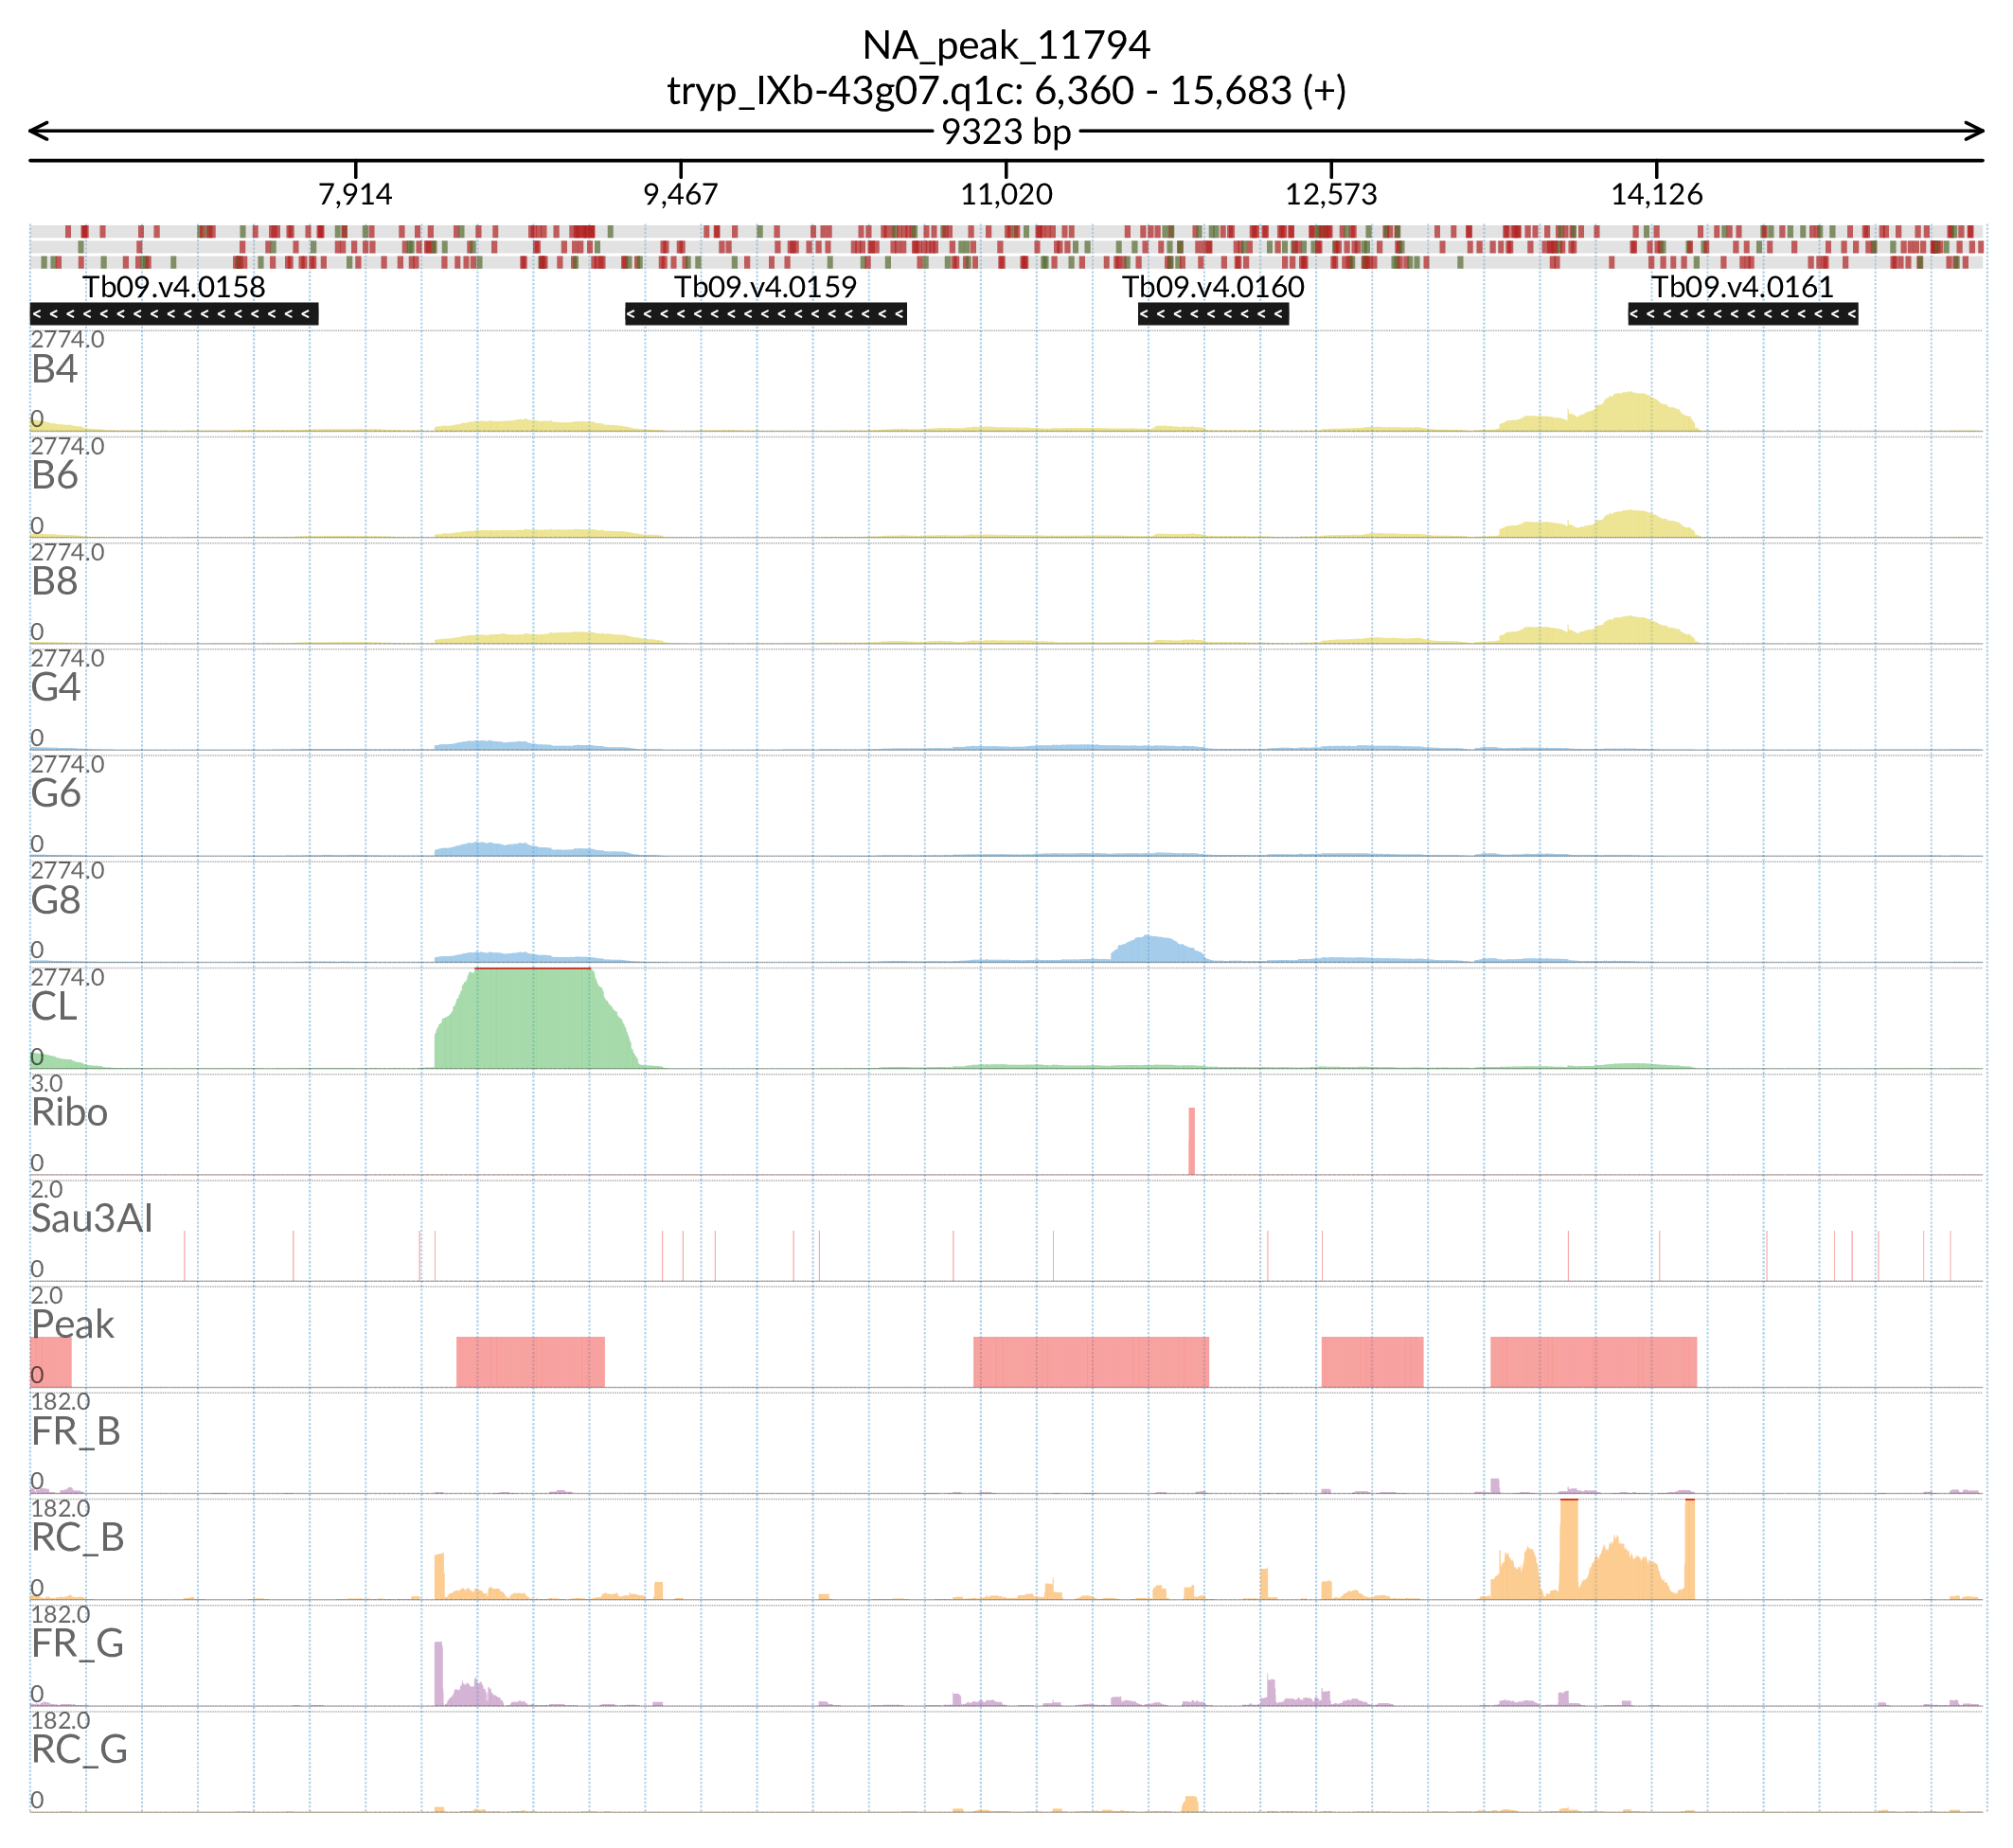 NA_peak_11794
tryp_IXb-43g07.q1c: 6,360 - 15,683 (+)
9323 bp
7,914 9,467 11,020 12,573 14,126
Tb09.v4.0158 Tb09.v4.0159 Tb09.v4.0160 Tb09.v4.0161
2774.0
B4
0
2774.0
B6
0
2774.0
B8
0
2774.0
G4
0
2774.0
G6
0
2774.0
G8
0
2774.0
CL
0
3.0
Ribo
0
2.0
Sau3AI
0
2.0
Peak
0
182.0
FR_B
0
182.0
RC_B
0
182.0
FR_G
0
182.0
RC_G
0